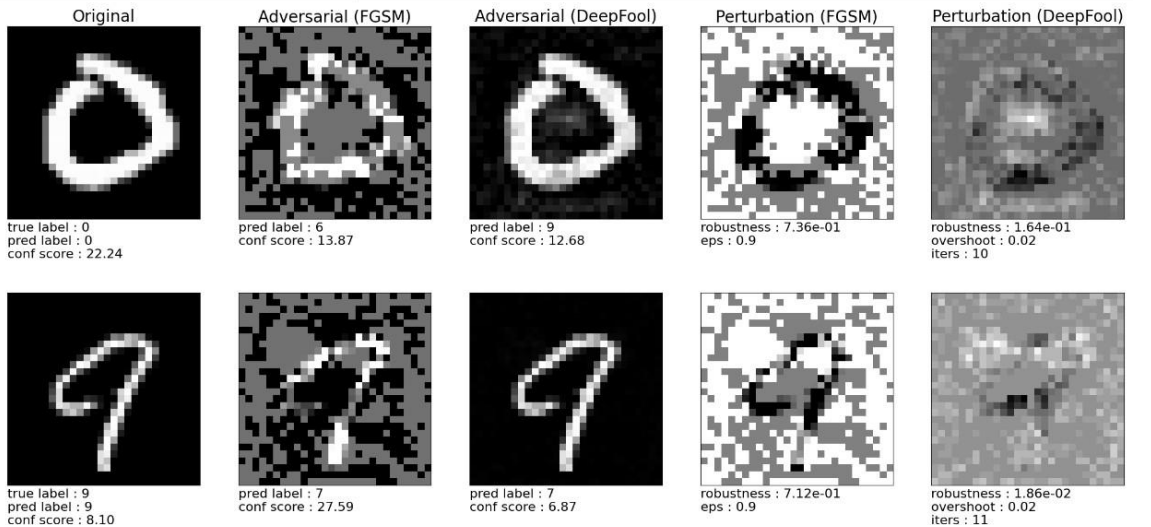 Original
Adversarial (FGSM)
Adversarial (DeepFool)
Perturbation (FGSM)
Perturbation (DeepFool)
true label : 0
pred label : 0
conf score : 22.24
pred label : 6
conf score : 13.87
pred label : 9
conf score : 12.68
robustness : 7.36e-01
eps : 0.9
robustness : 1.64e-01
overshoot : 0.02
iters : 10
true label : 9
pred label : 9
conf score : 8.10
pred label : 7
conf score : 27.59
pred label : 7
conf score : 6.87
robustness : 7.12e-01
eps : 0.9
robustness : 1.86e-02
overshoot : 0.02
iters : 11